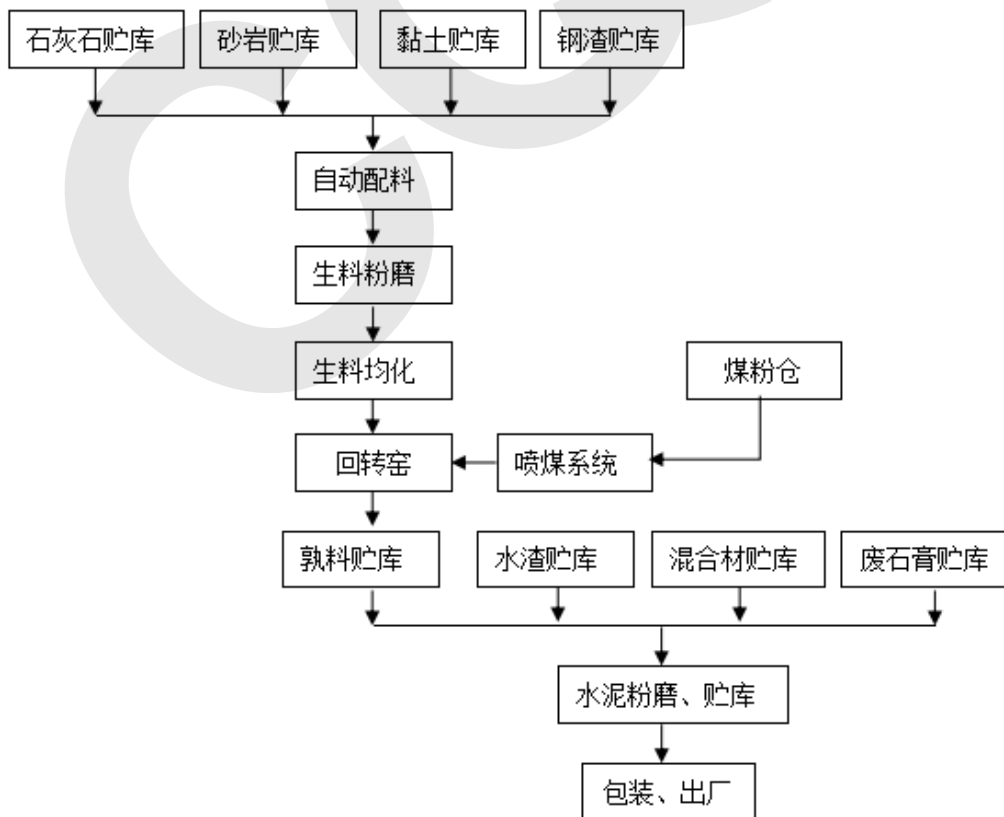 石灰石贮库
砂岩贮库
黏土贮库
钢渣贮库
自动配料
生料粉磨
生料均化
煤粉仓
回转窑
喷煤系统
孰料贮库
水渣贮库
混合材贮库
废石膏贮库
水泥粉磨、贮库
包装、出厂